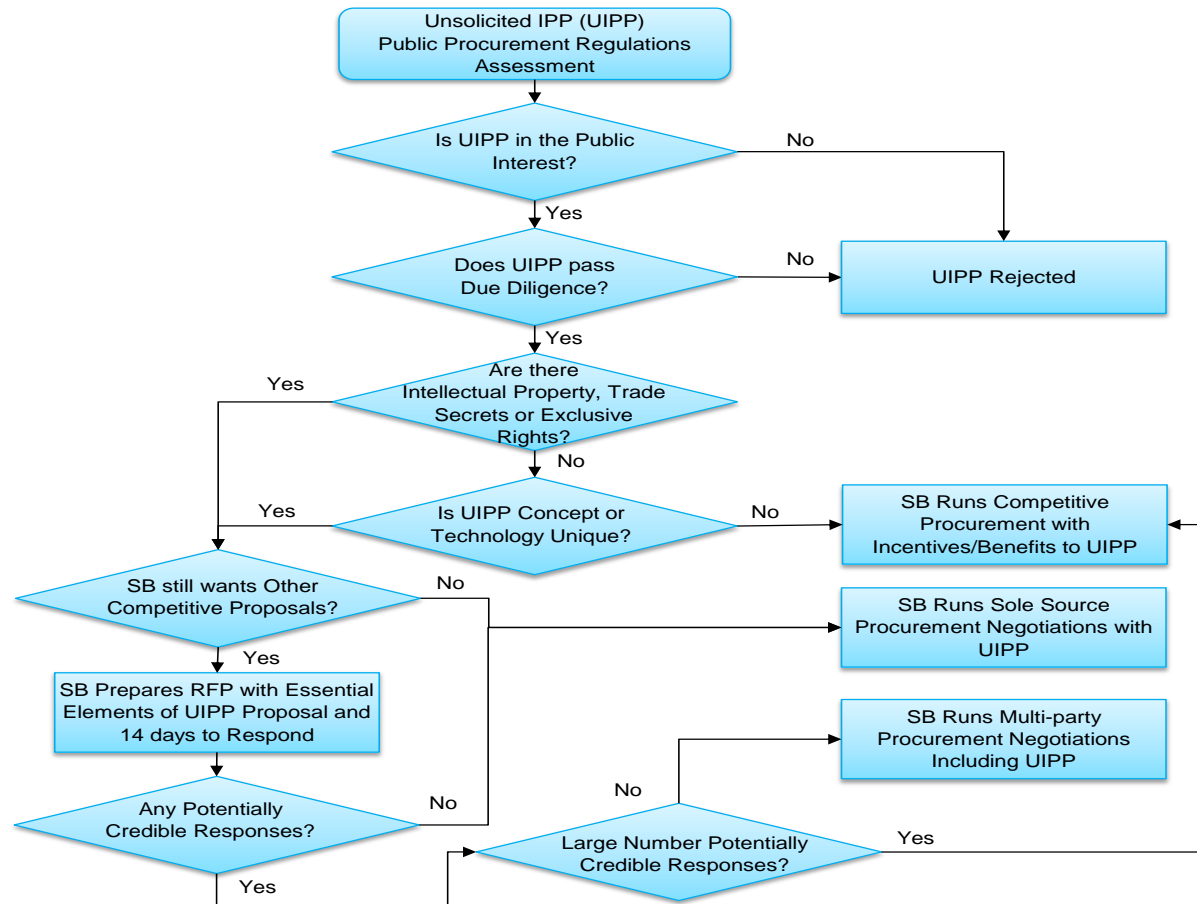 Unsolicited IPP (UIPP)
Public Procurement Regulations
Assessment
Is UIPP in the Public
Interest?
No
Yes
Does UIPP pass
Due Diligence?
No
UIPP Rejected
Yes
Are there
Intellectual Property, Trade
Secrets or Exclusive
Rights?
Yes
No
Is UIPP Concept or
Technology Unique?
Yes
No
SB Runs Competitive
Procurement with
Incentives/Benefits to UIPP
SB still wants Other
Competitive Proposals?
No
SB Runs Sole Source
Procurement Negotiations with
UIPP
Yes
SB Prepares RFP with Essential
Elements of UIPP Proposal and
14 days to Respond
SB Runs Multi-party
Procurement Negotiations
Including UIPP
Any Potentially
Credible Responses?
No
No
Large Number Potentially
Credible Responses?
Yes
Yes